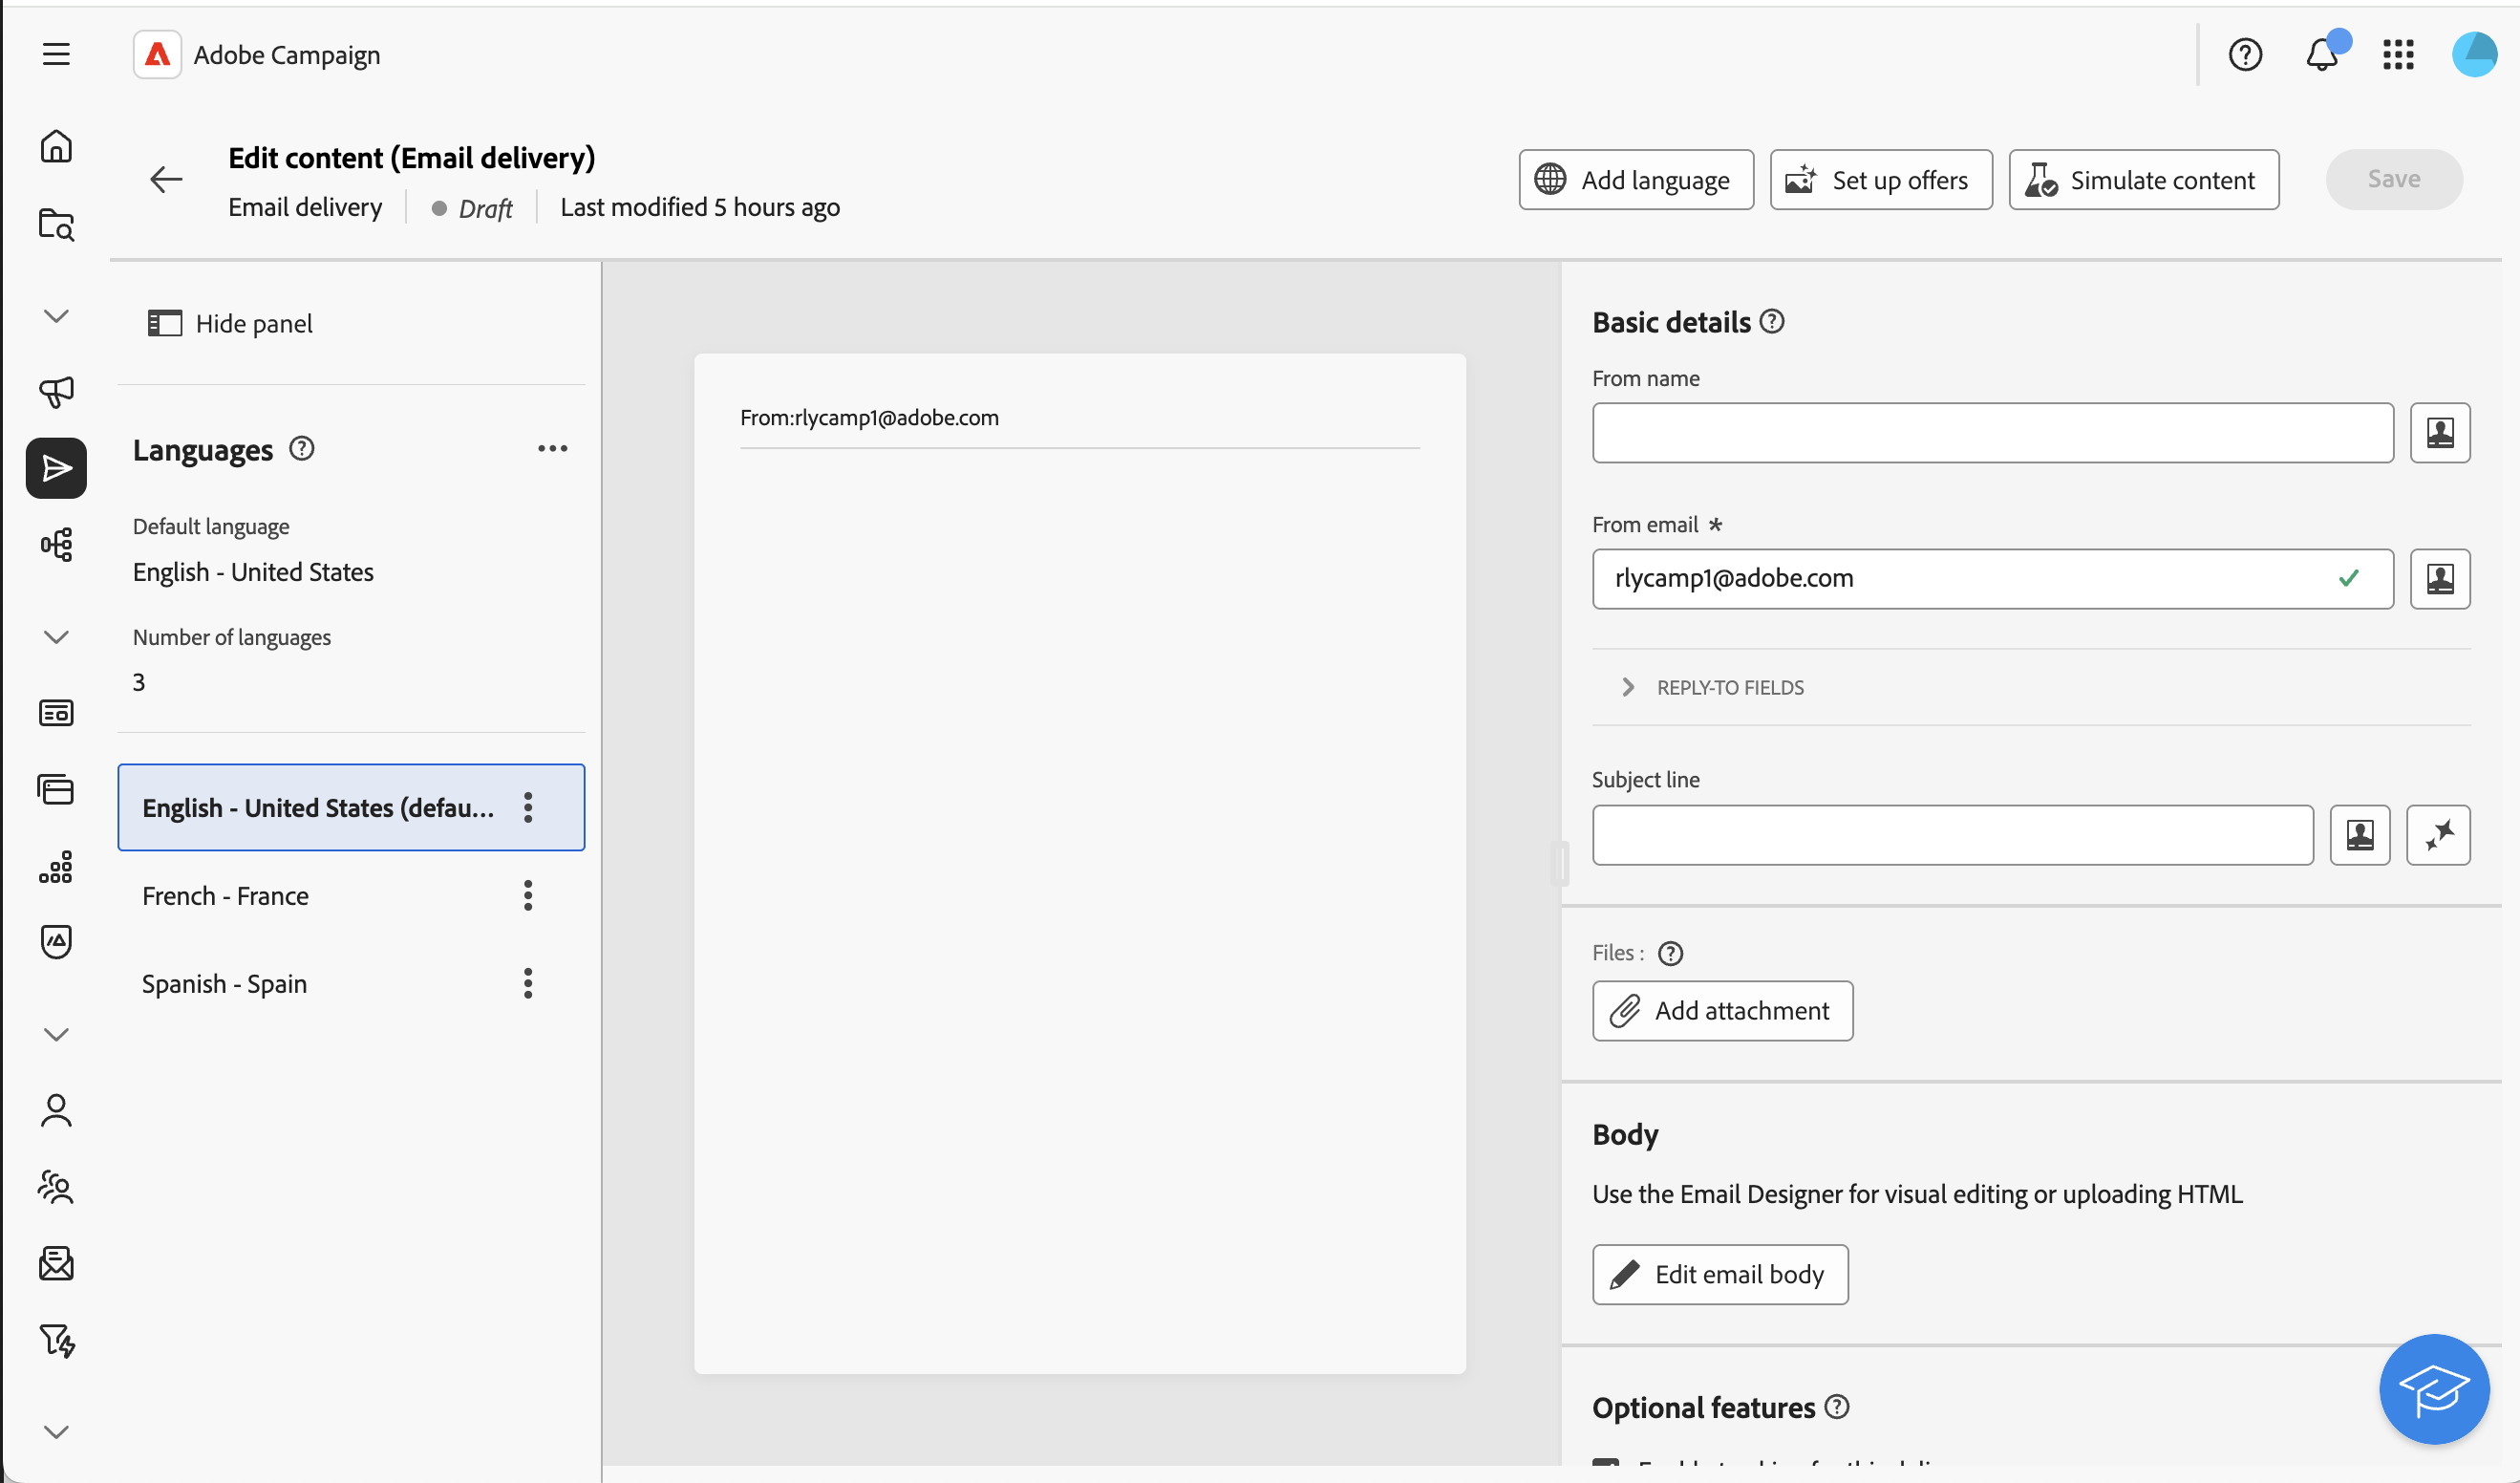 Adobe Campaign
Edit content (Email delivery)
Email delivery
Draft
Last modified 5 hours ago
Add language
Set up offers
Simulate content
Save
Hide panel
Languages
Default language
English - United States
Number of languages
3
English - United States (defau...
French - France
Spanish - Spain
From:rlycamp1@adobe.com
Basic details
From name
From email *
rlycamp1@adobe.com
REPLY-TO FIELDS
Subject line
Files :
Add attachment
Body
Use the Email Designer for visual editing or uploading HTML
Edit email body
Optional features